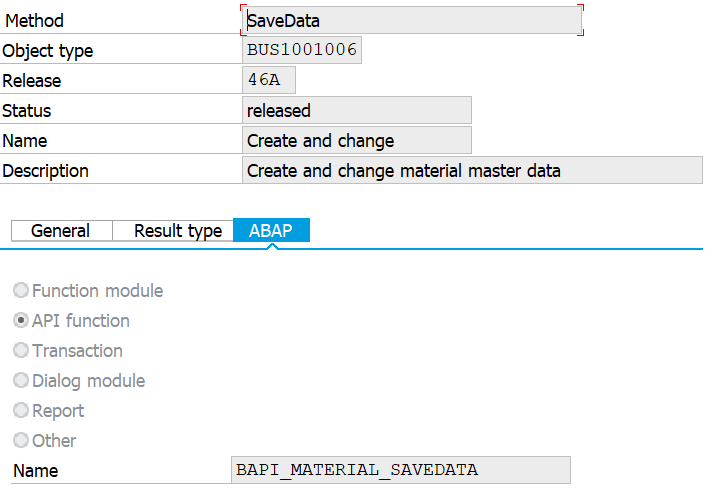 Method SaveData
Object type BUS1001006
Release 46A
Status released
Name Create and change
Description Create and change material master data
General Result type ABAP
Function module
API function
Transaction
Dialog module
Report
Other
Name BAPI_MATERIAL_SAVEDATA